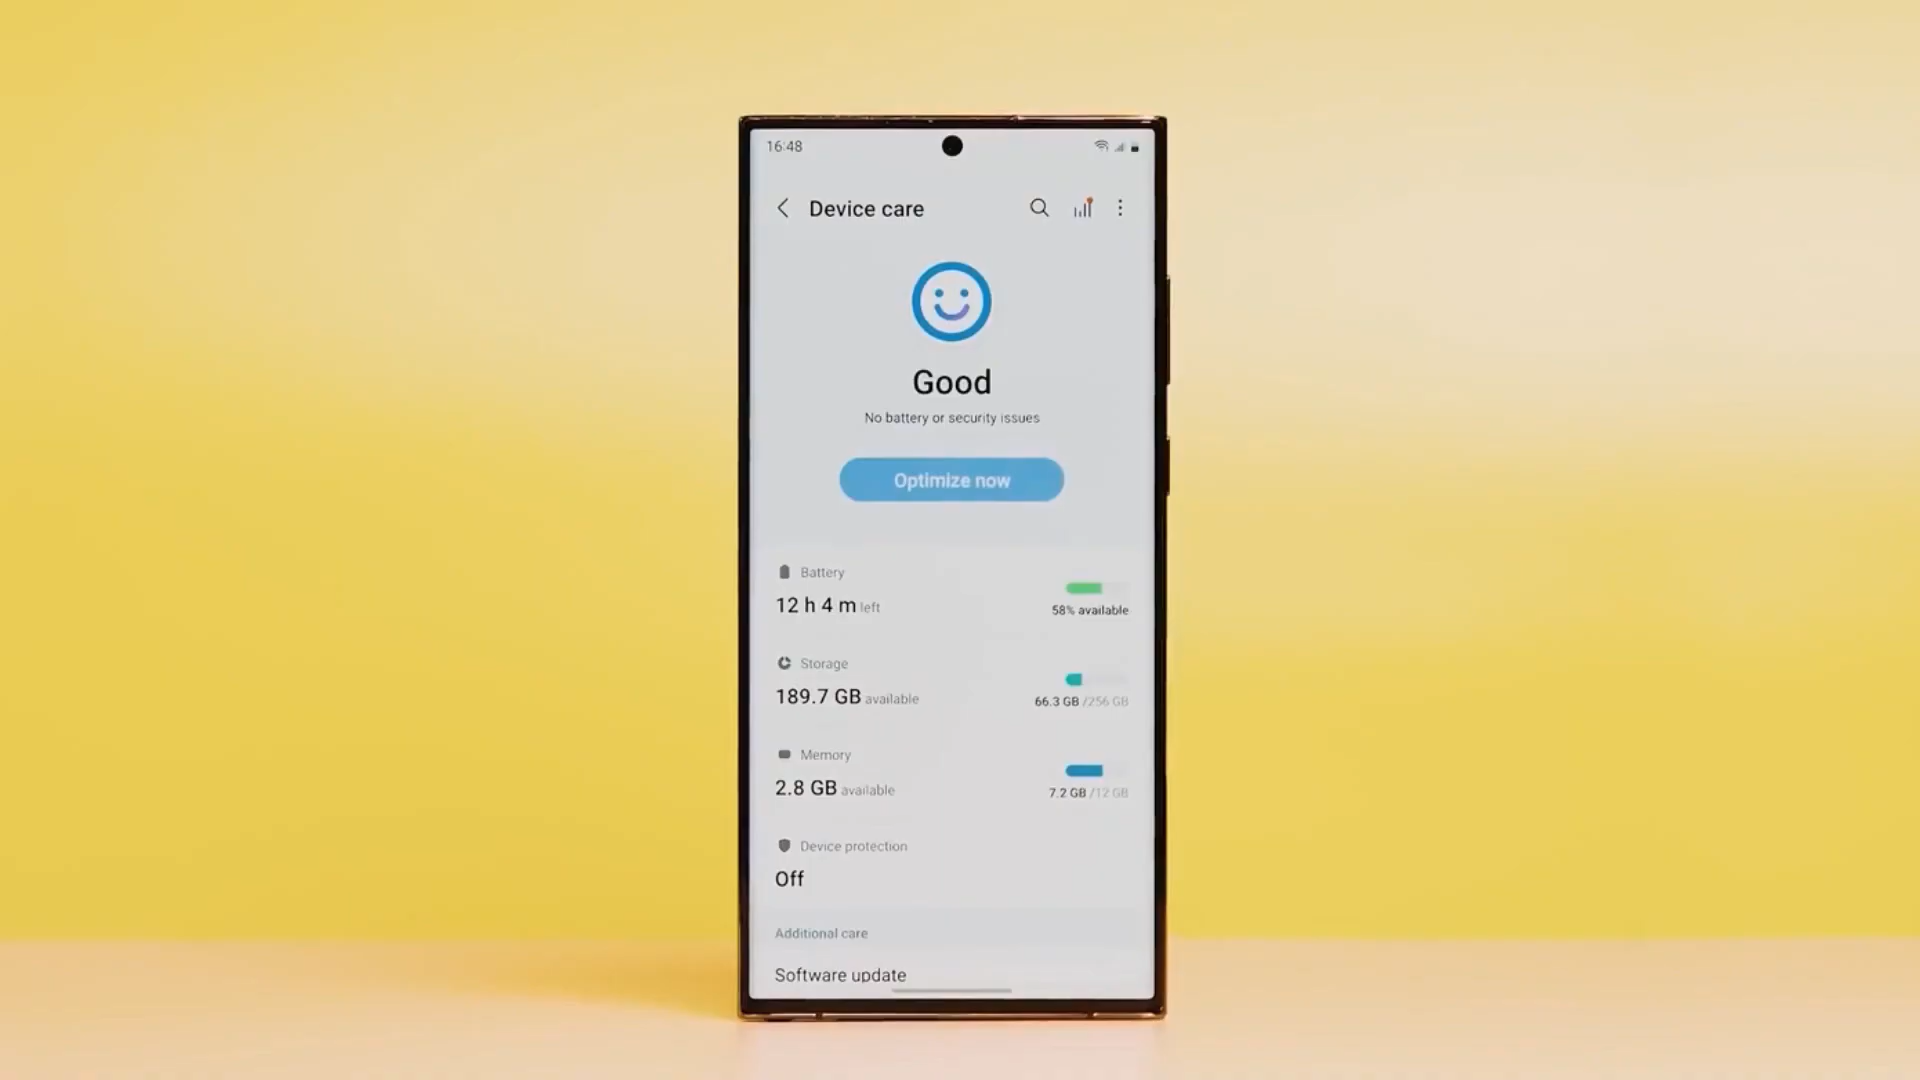 16:48
Device care
Good
No battery or security issues
Optimize now
Battery
12 h 4 m left
58% available
Storage
189.7 GB available
66.3 GB /256 GB
Memory
2.8 GB available
7.2 GB /12 GB
Device protection
Off
Additional care
Software update